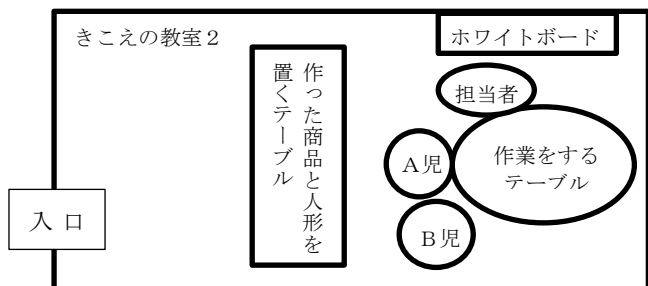 きこえの教室２
ホワイトボード
担当者
作った商品と人形を
置くテーブル
A児
作業をする
テーブル
B児
入口